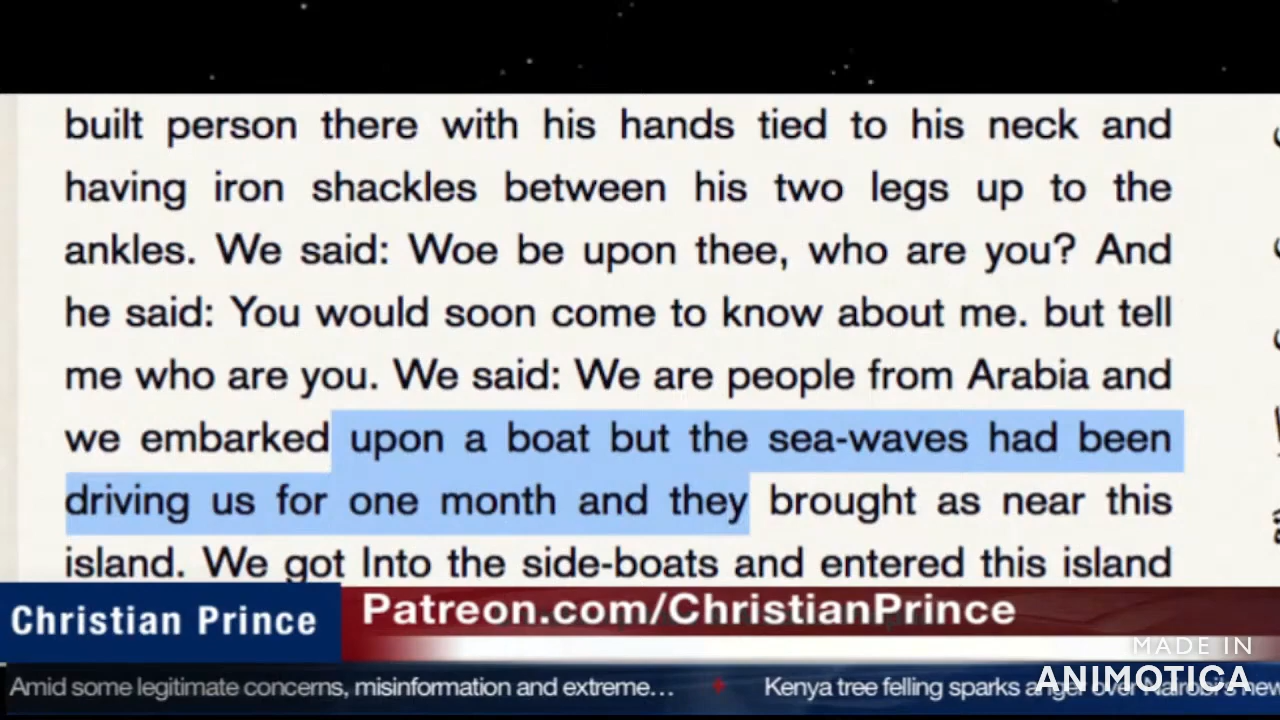 built person there with his hands tied to his neck and
having iron shackles between his two legs up to the
ankles. We said: Woe be upon thee, who are you? And
he said: You would soon come to know about me. but tell
me who are you. We said: We are people from Arabia and
we embarked upon a boat but the sea-waves had been
driving us for one month and they brought as near this
island. We got Into the side-boats and entered this island
Christian Prince
Patreon.com/ChristianPrince
MADE IN
ANIMOTICA
Amid some legitimate concerns, misinformation and extreme…
Kenya tree felling sparks anger over Nairobi's new